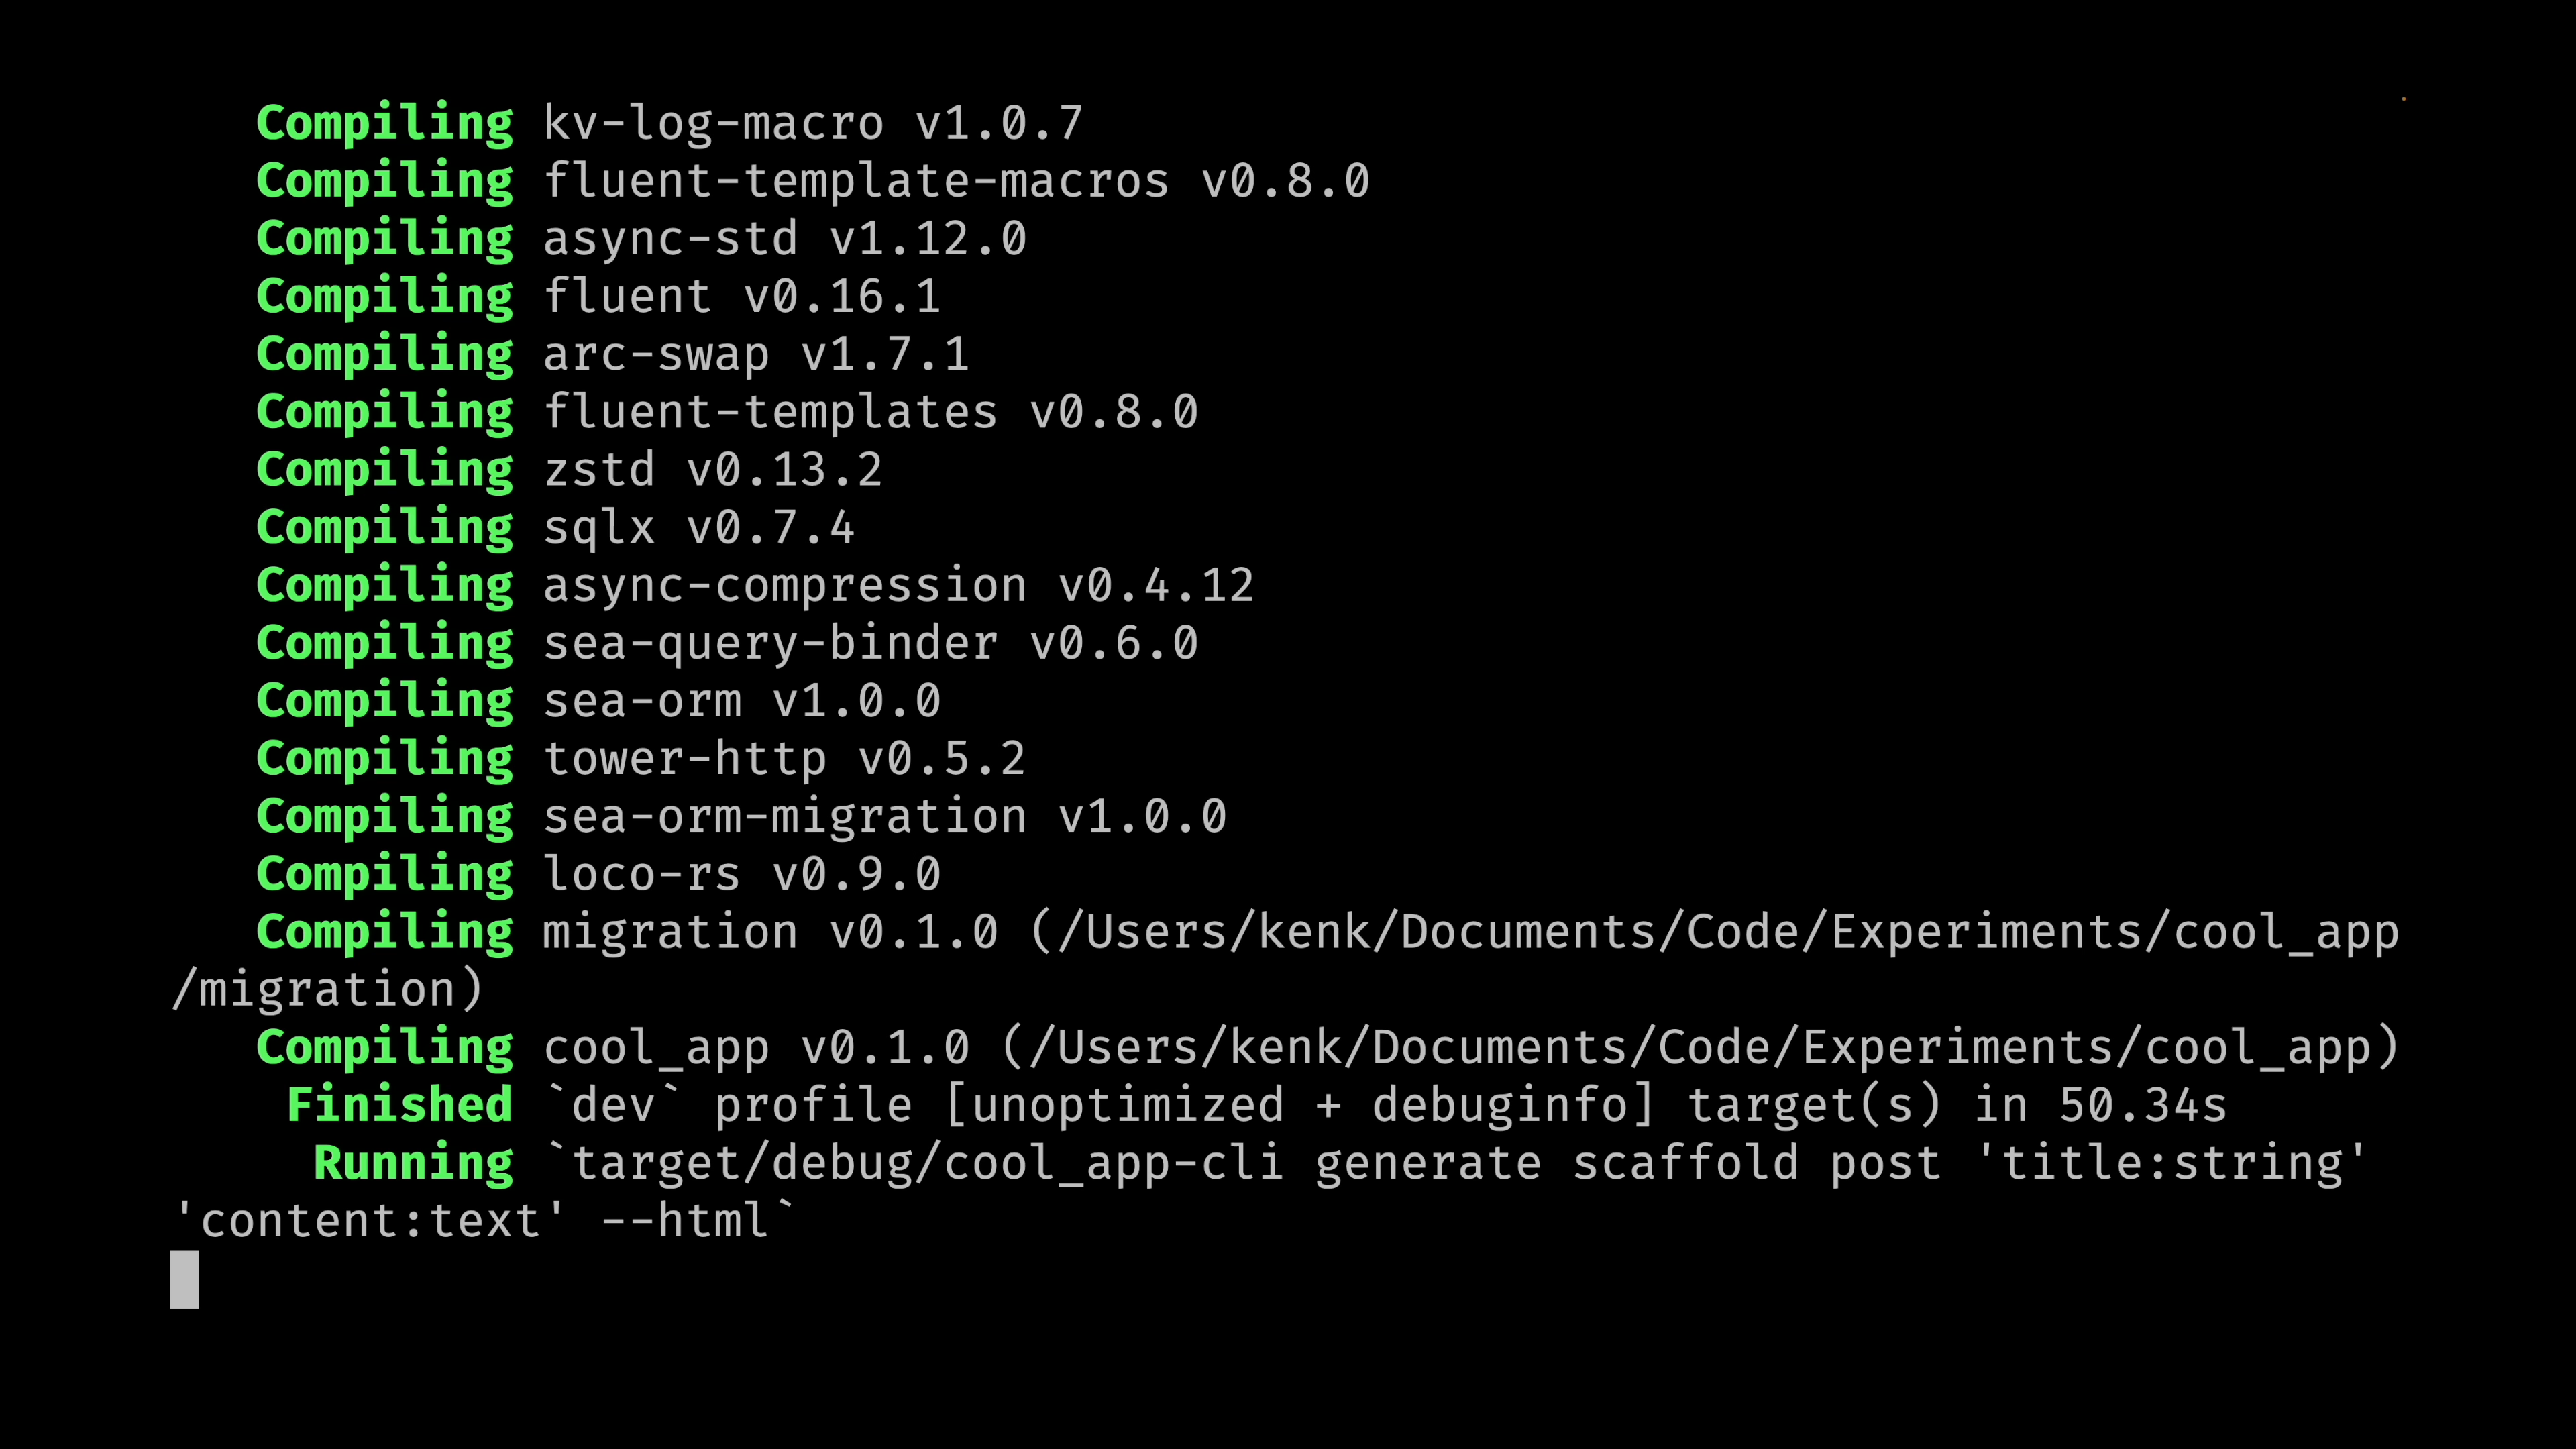 Compiling kv-log-macro v1.0.7
Compiling fluent-template-macros v0.8.0
Compiling async-std v1.12.0
Compiling fluent v0.16.1
Compiling arc-swap v1.7.1
Compiling fluent-templates v0.8.0
Compiling zstd v0.13.2
Compiling sqlx v0.7.4
Compiling async-compression v0.4.12
Compiling sea-query-binder v0.6.0
Compiling sea-orm v1.0.0
Compiling tower-http v0.5.2
Compiling sea-orm-migration v1.0.0
Compiling loco-rs v0.9.0
Compiling migration v0.1.0 (/Users/kenk/Documents/Code/Experiments/cool_app
/migration)
Compiling cool_app v0.1.0 (/Users/kenk/Documents/Code/Experiments/cool_app)
Finished `dev` profile [unoptimized + debuginfo] target(s) in 50.34s
Running `target/debug/cool_app-cli generate scaffold post 'title:string'
'content:text' --html`